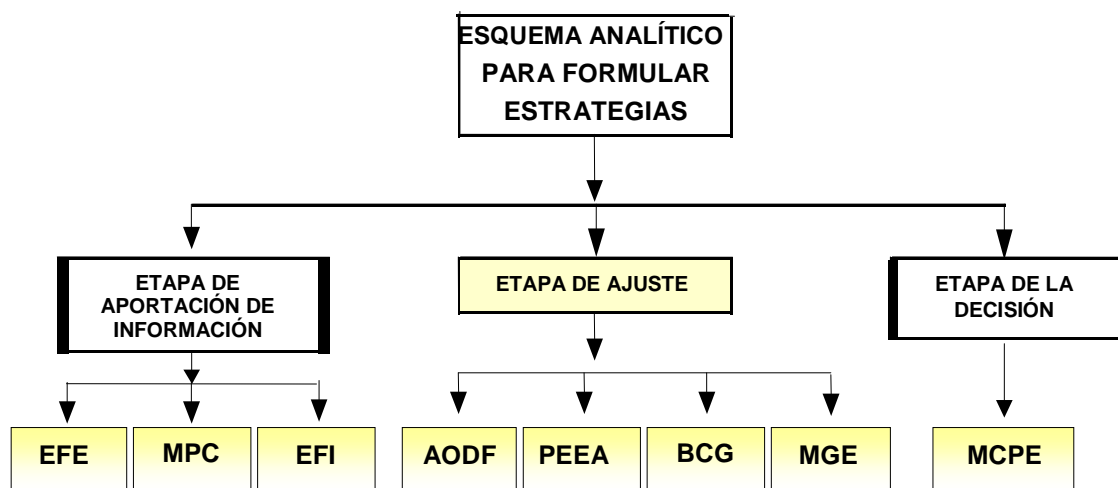 ESQUEMA ANALÍTICO
PARA FORMULAR
ESTRATEGIAS
ETAPA DE
APORTACIÓN DE
INFORMACIÓN
ETAPA DE AJUSTE
ETAPA DE LA
DECISIÓN
EFE
MPC
EFI
AODF
PEEA
BCG
MGE
MCPE